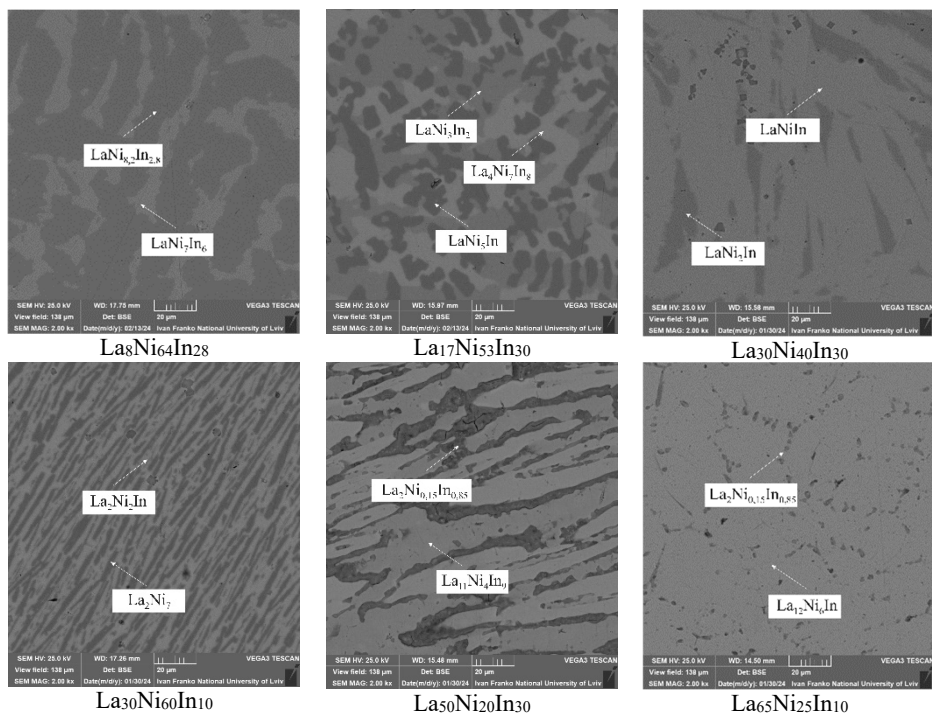 LaNi8,2In2,8
LaNi7In6
SEM HV: 25.0 kV WD: 17.75 mm VEGA3 TESCAN
View field: 138 µm Det: BSE 20 µm
SEM MAG: 2.00 kx Date(m/d/y): 02/13/24 Ivan Franko National University of Lviv
La8Ni64In28
LaNi3In2
La4Ni7In8
LaNi5In
SEM HV: 25.0 kV WD: 15.97 mm VEGA3 TESCAN
View field: 138 µm Det: BSE 20 µm
SEM MAG: 2.00 kx Date(m/d/y): 02/13/24 Ivan Franko National University of Lviv
La17Ni53In30
LaNiIn
LaNi2In
SEM HV: 25.0 kV WD: 15.58 mm VEGA3 TESCAN
View field: 138 µm Det: BSE 20 µm
SEM MAG: 2.00 kx Date(m/d/y): 01/30/24 Ivan Franko National University of Lviv
La30Ni40In30
La2Ni2In
La2Ni7
SEM HV: 25.0 kV WD: 17.26 mm VEGA3 TESCAN
View field: 138 µm Det: BSE 20 µm
SEM MAG: 2.00 kx Date(m/d/y): 01/30/24 Ivan Franko National University of Lviv
La30Ni60In10
La2Ni0,15In0,85
La11Ni4In9
SEM HV: 25.0 kV WD: 15.48 mm VEGA3 TESCAN
View field: 138 µm Det: BSE 20 µm
SEM MAG: 2.00 kx Date(m/d/y): 01/30/24 Ivan Franko National University of Lviv
La50Ni20In30
La2Ni0,15In0,85
La12Ni6In
SEM HV: 25.0 kV WD: 14.50 mm VEGA3 TESCAN
View field: 138 µm Det: BSE 20 µm
SEM MAG: 2.00 kx Date(m/d/y): 01/30/24 Ivan Franko National University of Lviv
La65Ni25In10